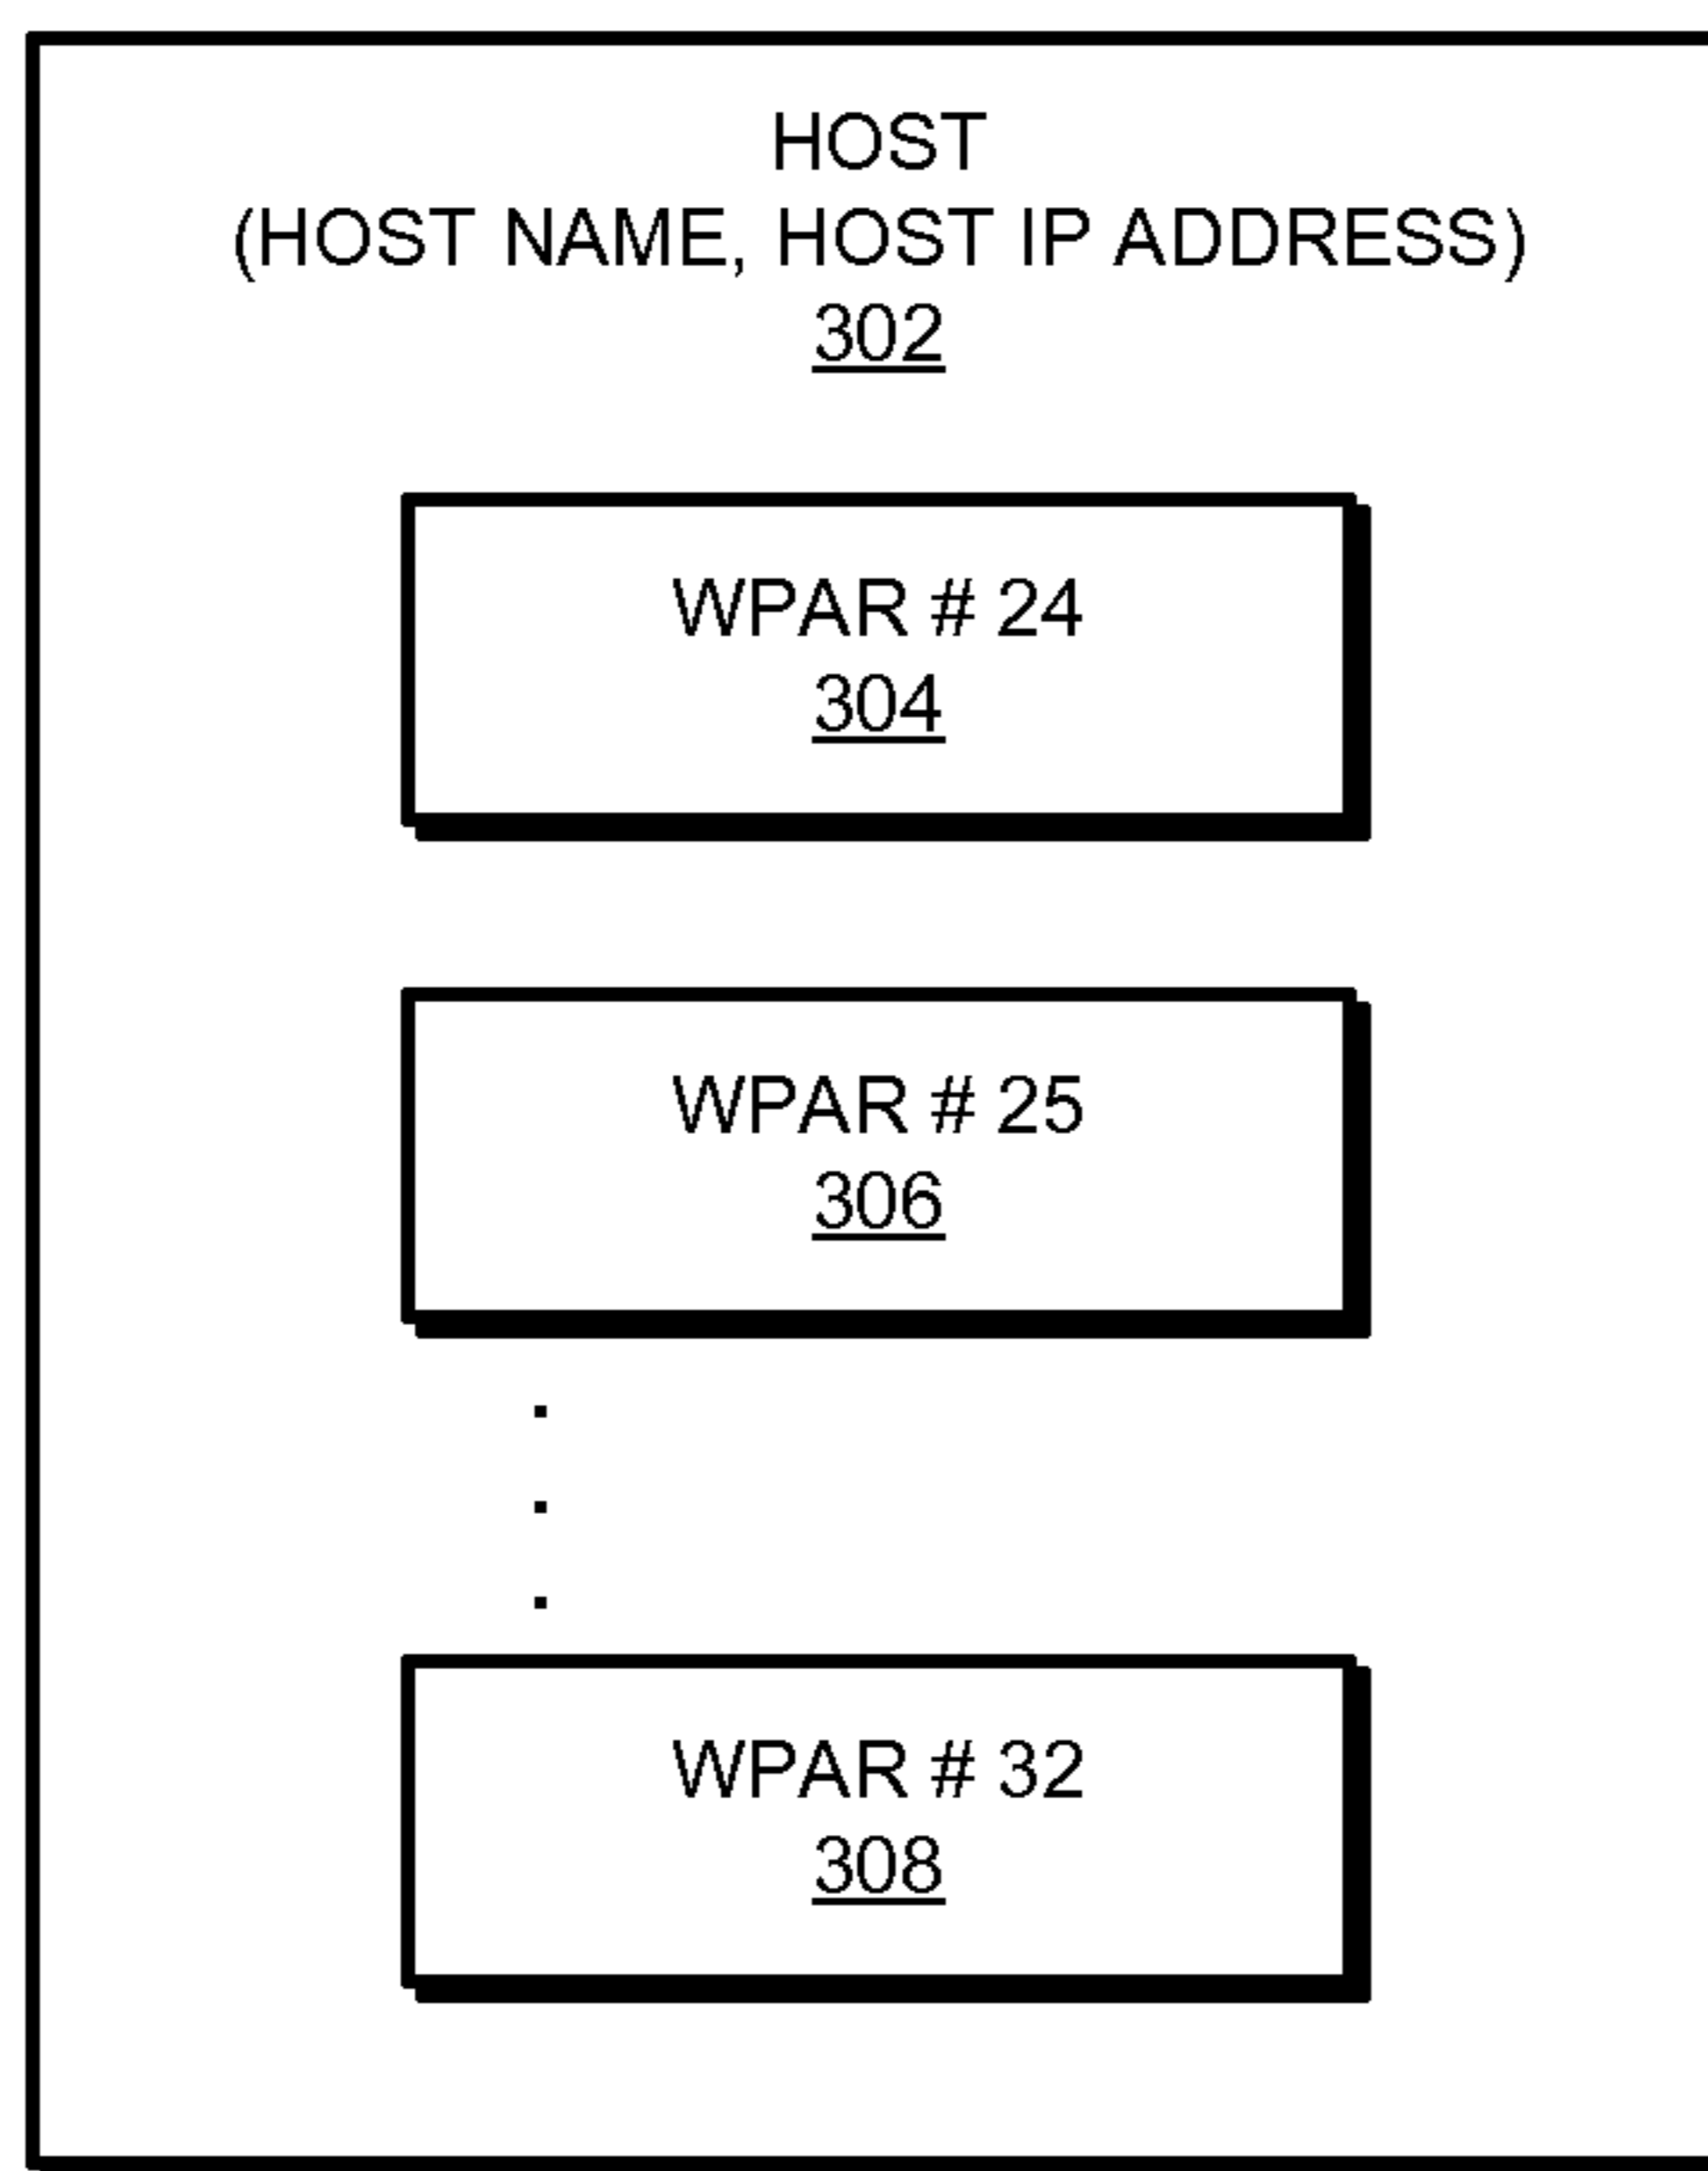 HOST
(HOST NAME, HOST IP ADDRESS)
302
WPAR # 24
304
WPAR # 25
306
.
.
.
WPAR # 32
308